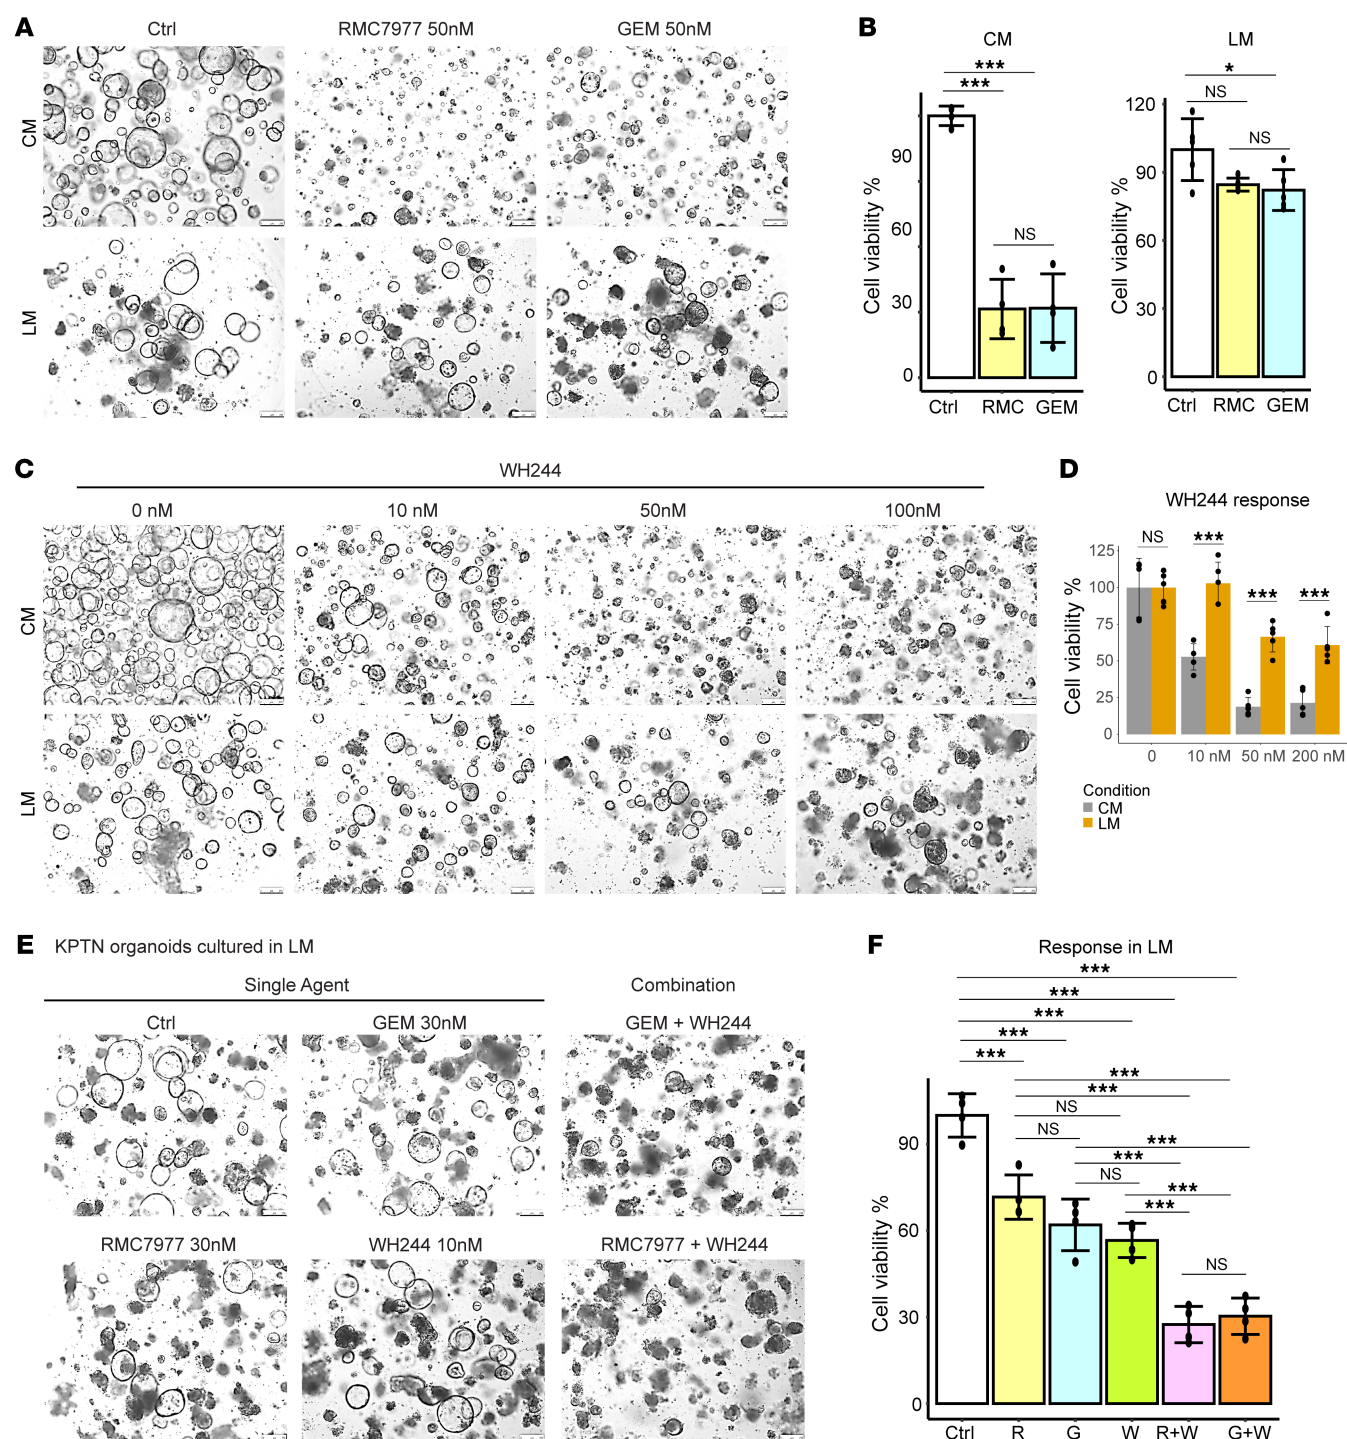 A
Ctrl
RMC7977 50nM
GEM 50nM
CM
LM
B
CM
***
***
NS
Cell viability %
90
60
30
0
Ctrl
RMC
GEM
LM
*
NS
NS
Cell viability %
120
90
60
30
0
Ctrl
RMC
GEM
C
WH244
0 nM
10 nM
50nM
100nM
CM
LM
D
WH244 response
NS
***
***
***
Cell viability %
125
100
75
50
25
0
0
10 nM
50 nM
200 nM
Condition
CM
LM
E
KPTN organoids cultured in LM
Single Agent
Combination
Ctrl
GEM 30nM
GEM + WH244
RMC7977 30nM
WH244 10nM
RMC7977 + WH244
F
Response in LM
***
***
***
***
***
***
***
NS
NS
***
***
NS
***
***
NS
Cell viability %
90
60
30
0
Ctrl
R
G
W
R+W
G+W